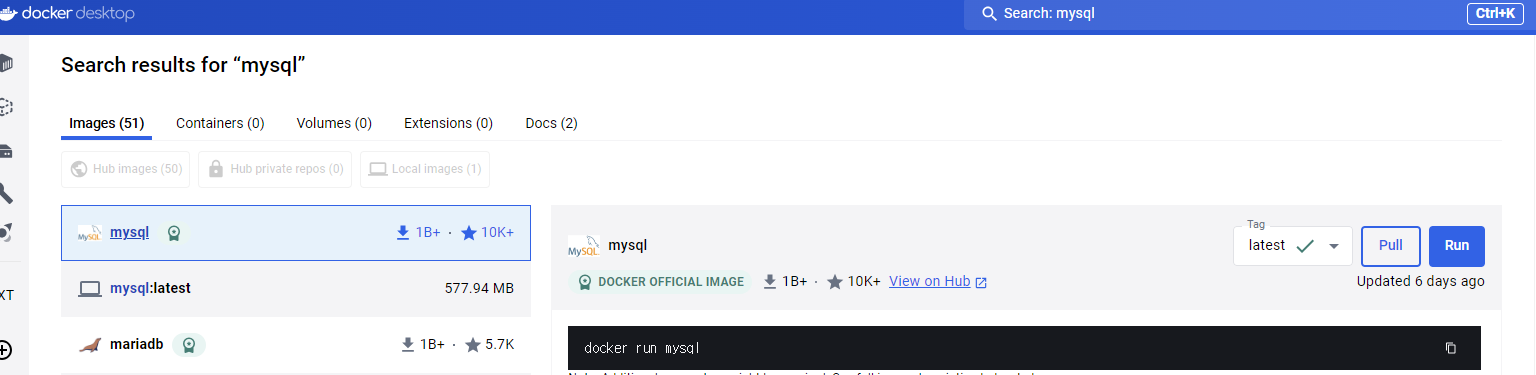 docker desktop
Search: mysql
Ctrl+K
Search results for “mysql”
Images (51)
Containers (0)
Volumes (0)
Extensions (0)
Docs (2)
Hub images (50)
Hub private repos (0)
Local images (1)
mysql
1B+ · 10K+
mysql:latest
577.94 MB
mariadb
1B+ · 5.7K
MySQL
mysql
Tag
latest
Pull
Run
DOCKER OFFICIAL IMAGE
1B+ · 10K+
View on Hub
Updated 6 days ago
docker run mysql